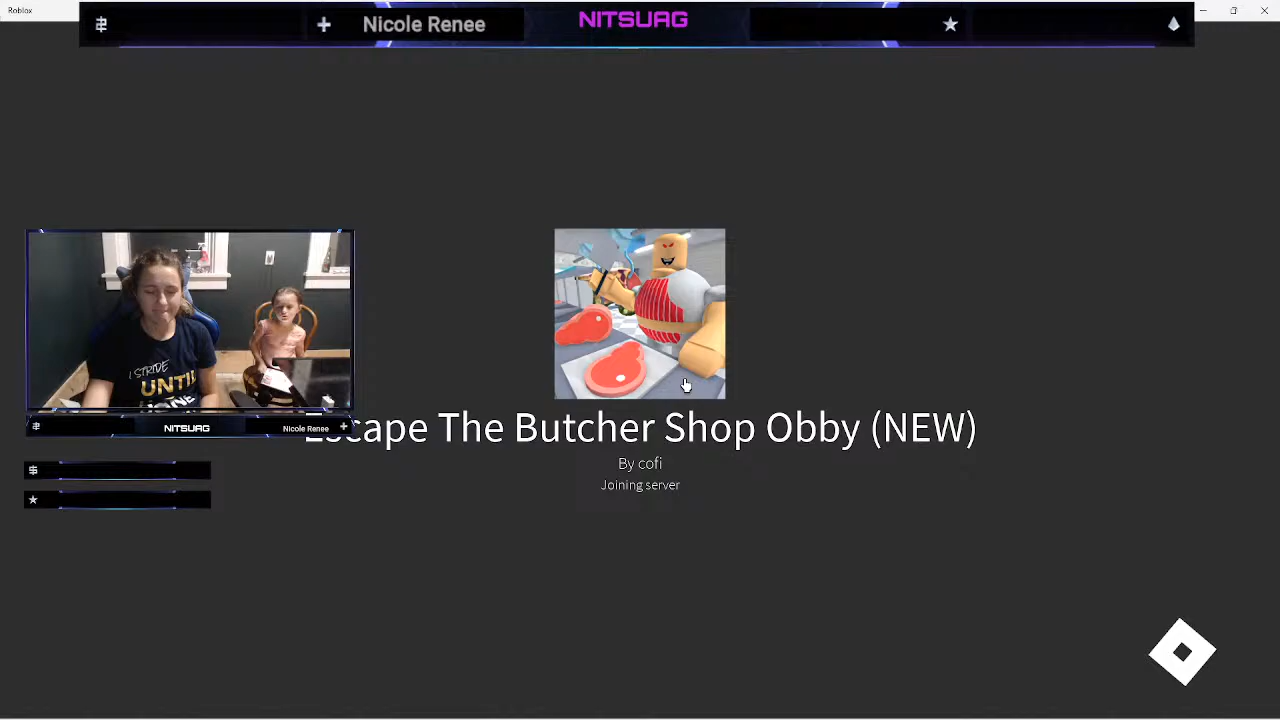 Roblox
Nicole Renee
NITSUAG
I STRIDE
UNTIL
NITSUAG
Nicole Renee
Escape The Butcher Shop Obby (NEW)
By cofi
Joining server